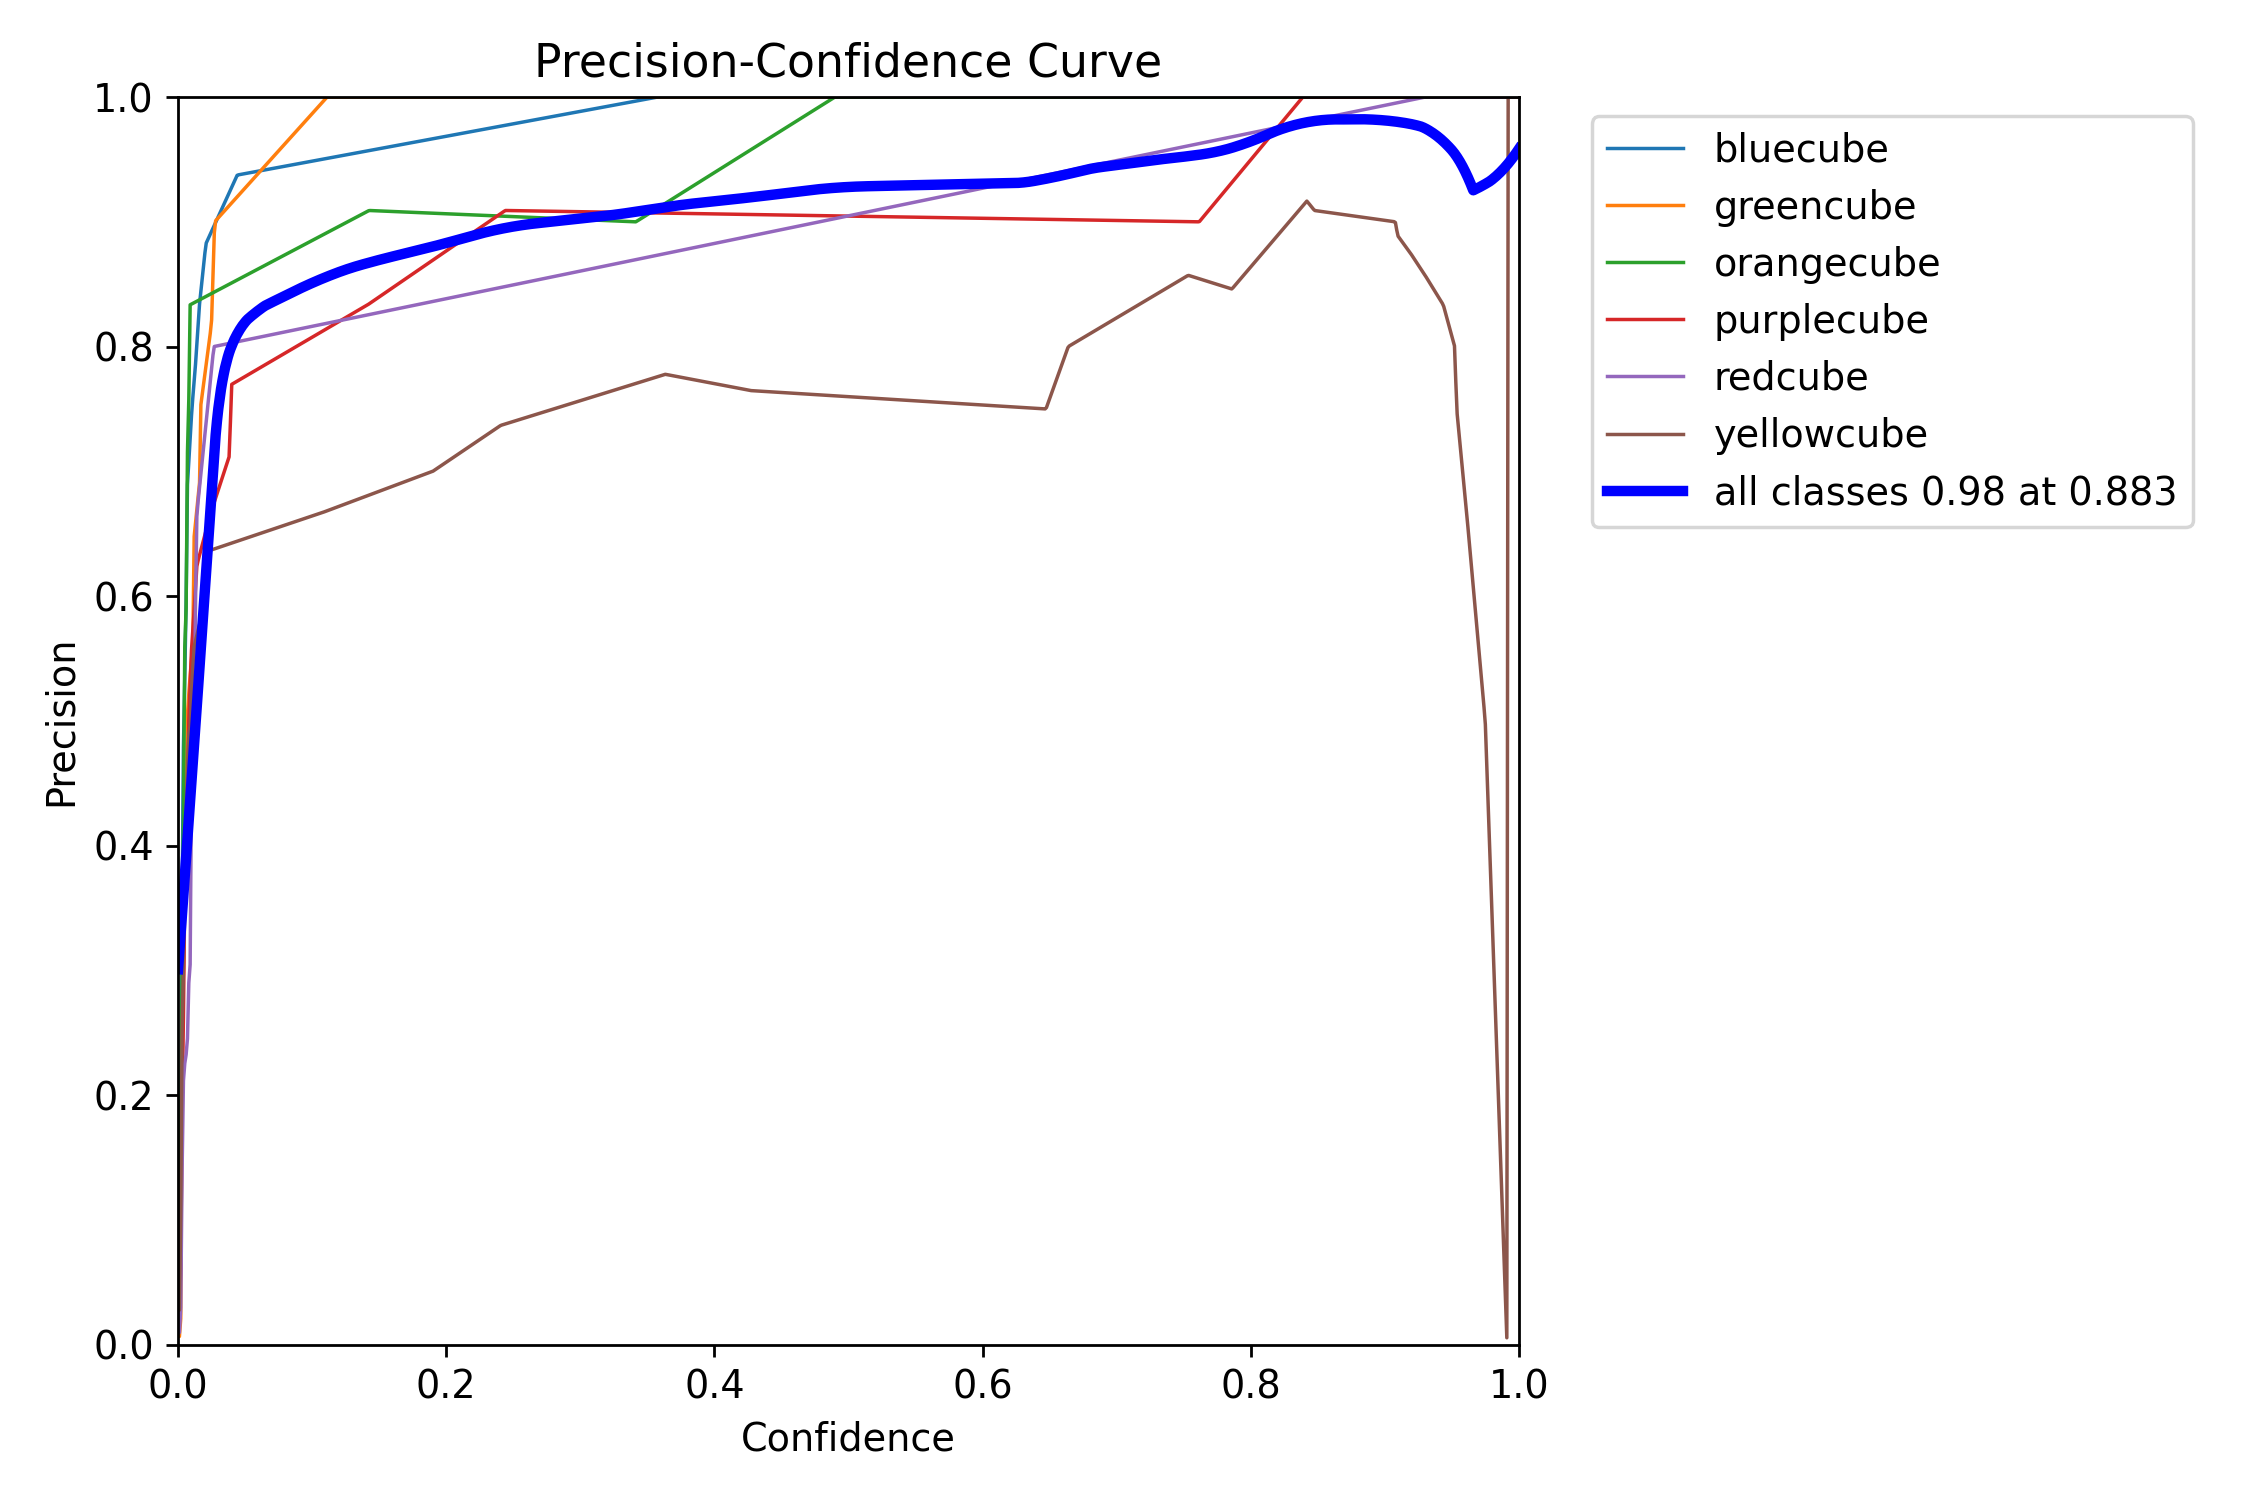 Precision-Confidence Curve
1.0
0.8
0.6
0.4
0.2
0.0
Precision
0.0 0.2 0.4 0.6 0.8 1.0
Confidence
bluecube
greencube
orangecube
purplecube
redcube
yellowcube
all classes 0.98 at 0.883